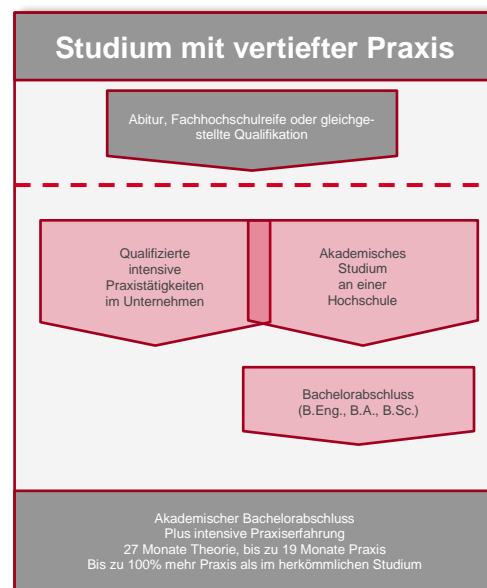 Studium mit vertiefter Praxis
Abitur, Fachhochschulreife oder gleichge-
stellte Qualifikation
Qualifizierte
intensive
Praxistätigkeiten
im Unternehmen
Akademisches
Studium
an einer
Hochschule
Bachelorabschluss
(B.Eng., B.A., B.Sc.)
Akademischer Bachelorabschluss
Plus intensive Praxiserfahrung
27 Monate Theorie, bis zu 19 Monate Praxis
Bis zu 100% mehr Praxis als im herkömmlichen Studium